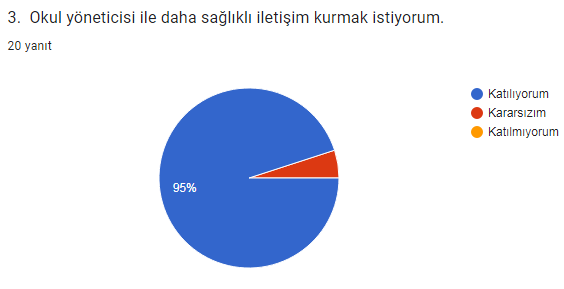 3. Okul yöneticisi ile daha sağlıklı iletişim kurmak istiyorum.
20 yanıt
Katılıyorum
Kararsızım
Katılmıyorum
95%